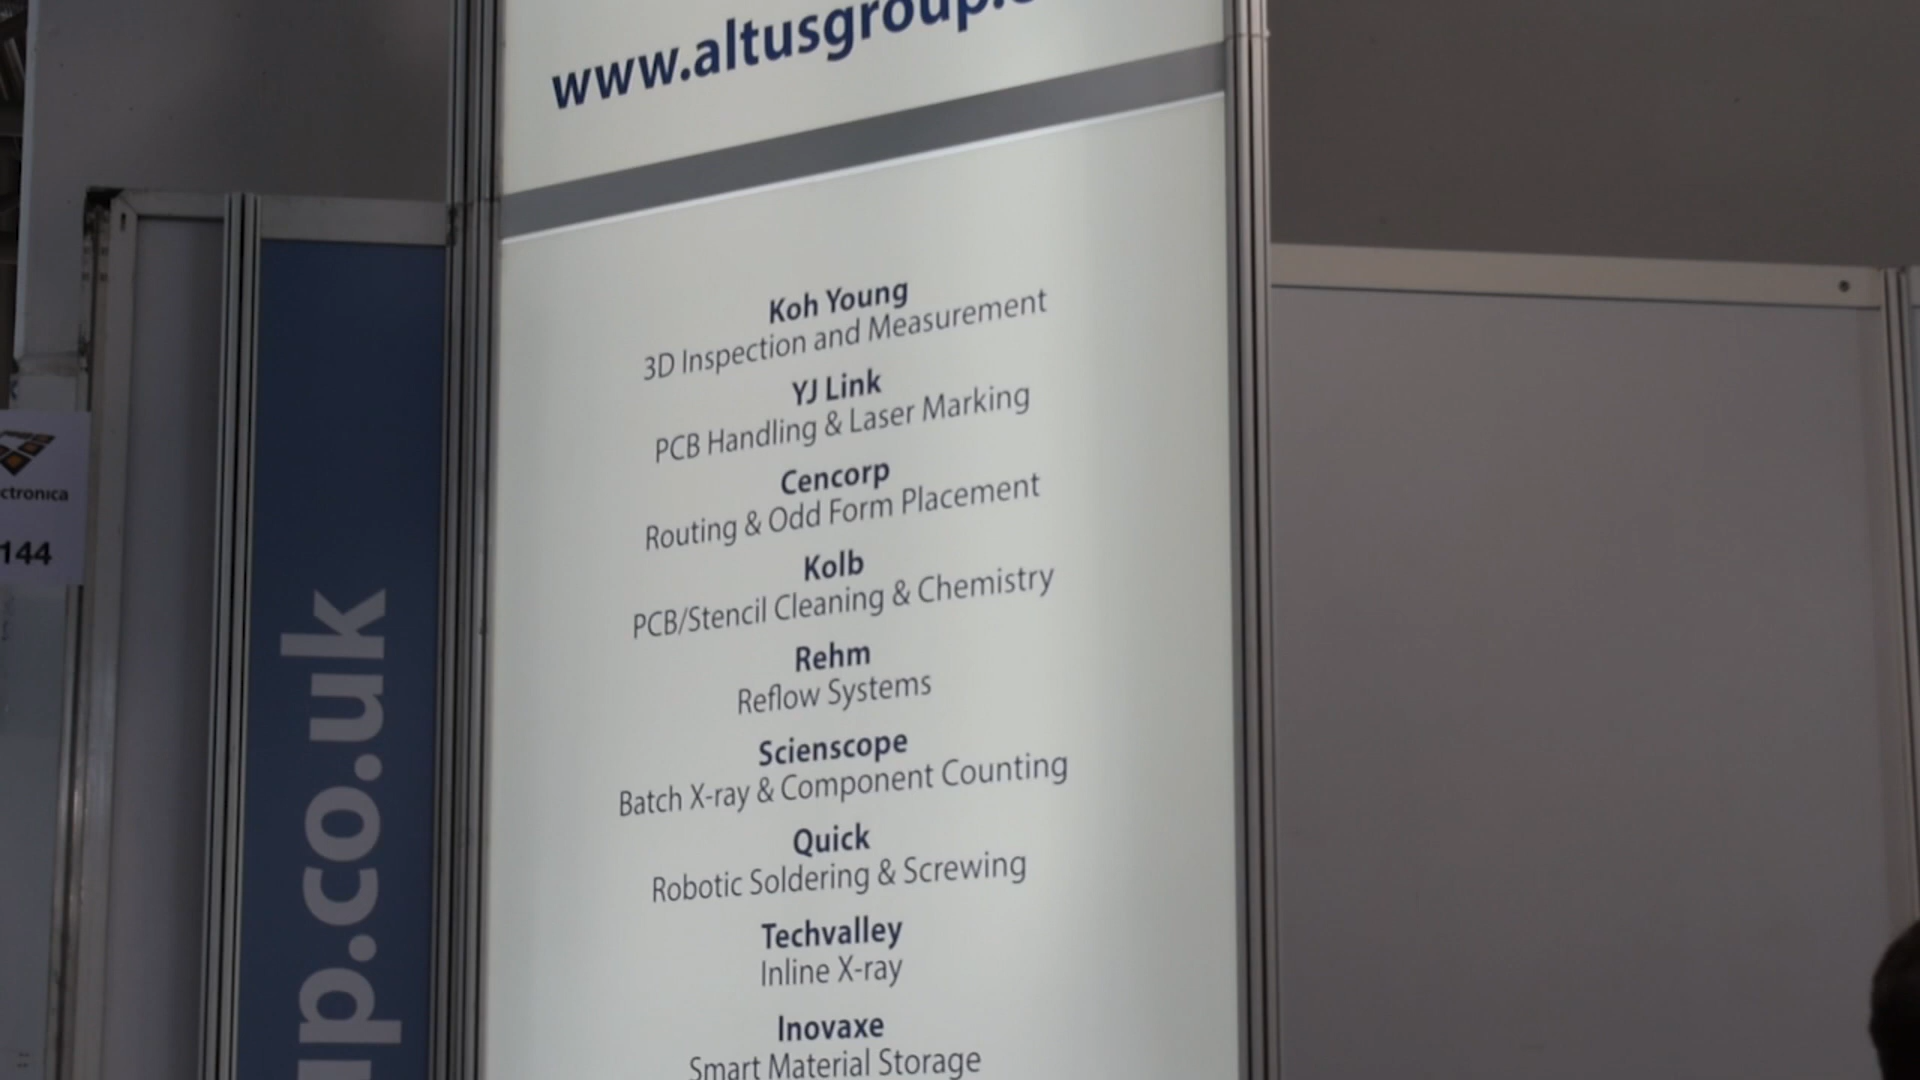 www.altusgroup.
Koh Young
3D Inspection and Measurement
YJ Link
PCB Handling & Laser Marking
Cencorp
Routing & Odd Form Placement
Kolb
PCB/Stencil Cleaning & Chemistry
Rehm
Reflow Systems
Scienscope
Batch X-ray & Component Counting
Quick
Robotic Soldering & Screwing
Techvalley
Inline X-ray
Inovaxe
Smart Material Storage
up.co.uk
ctronica
144